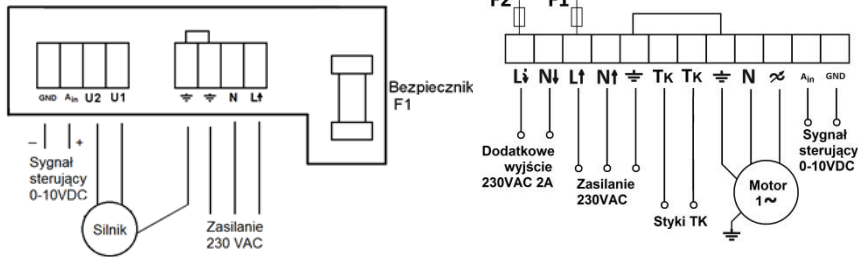 GND Ain U2 U1 ⏚ ⏚ N L↑
Bezpiecznik
F1
– +
Sygnał
sterujący
0-10VDC
Silnik
Zasilanie
230 VAC
F2 F1
L↓ N↓ L↑ N↑ ⏚ TK TK ⏚ N Ain GND
Dodatkowe
wyjście
230VAC 2A
Zasilanie
230VAC
Styki TK
Motor
1~
Sygnał
sterujący
0-10VDC